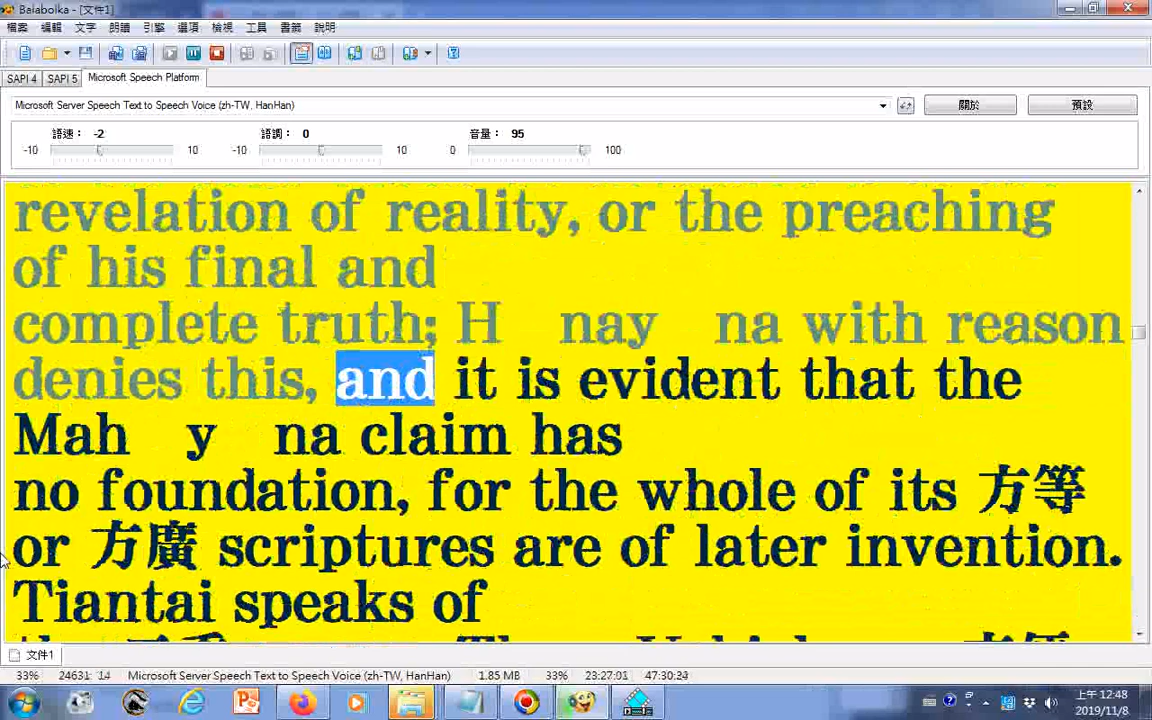 Balabolka - [文件1]
檔案 編輯 文字 朗讀 引擎 選項 檢視 工具 書籤 說明
SAPI 4 SAPI 5 Microsoft Speech Platform
Microsoft Server Speech Text to Speech Voice (zh-TW, HanHan) 關於 預設
語速： -2 語調： 0 音量： 95
-10 10 -10 10 0 100
revelation of reality, or the preaching
of his final and
complete truth; H nay na with reason
denies this, and it is evident that the
Mah y na claim has
no foundation, for the whole of its 方等
or 方廣 scriptures are of later invention.
Tiantai speaks of
文件1
33% 24631: 14 Microsoft Server Speech Text to Speech Voice (zh-TW, HanHan) 1.85 MB 33% 23:27:01 47:30:24
上午 12:48
2019/11/8